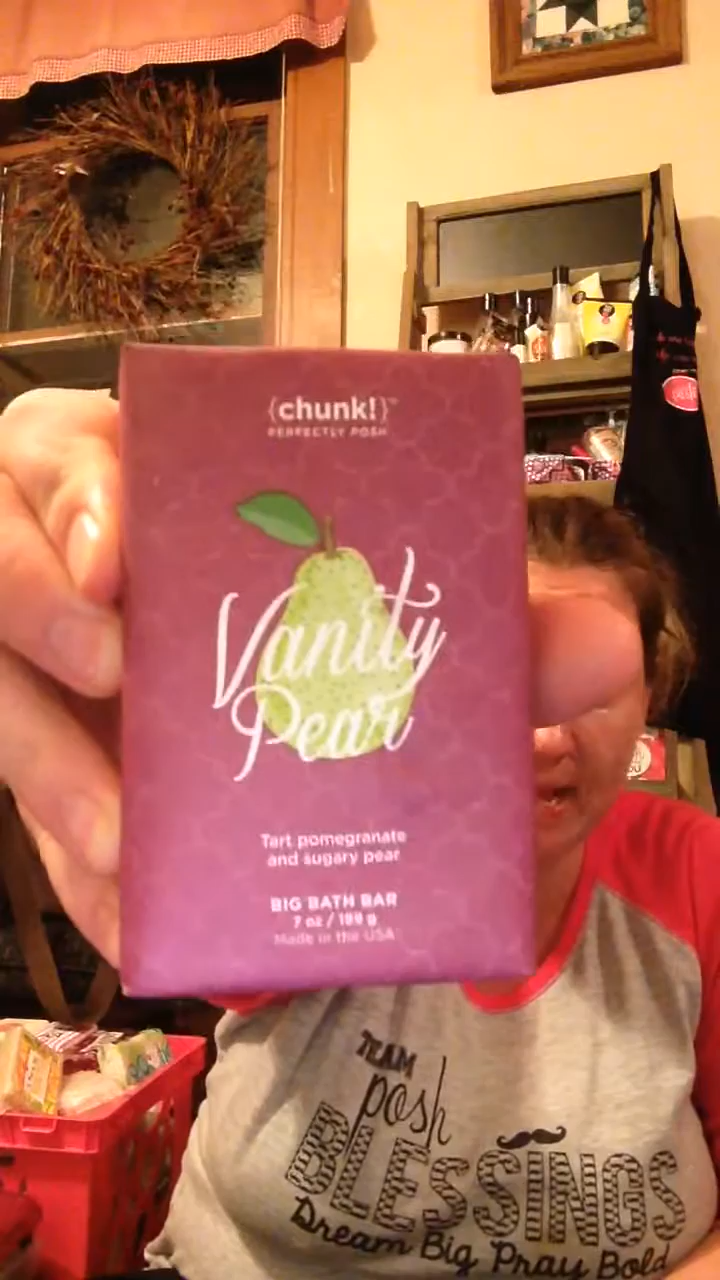 {chunk!}™
PERFECTLY POSH
Vanity
Pear
Tart pomegranate
and sugary pear
BIG BATH BAR
7 oz / 199 g
Made in the USA
TEAM
posh
BLESSINGS
Dream Big Pray Bold